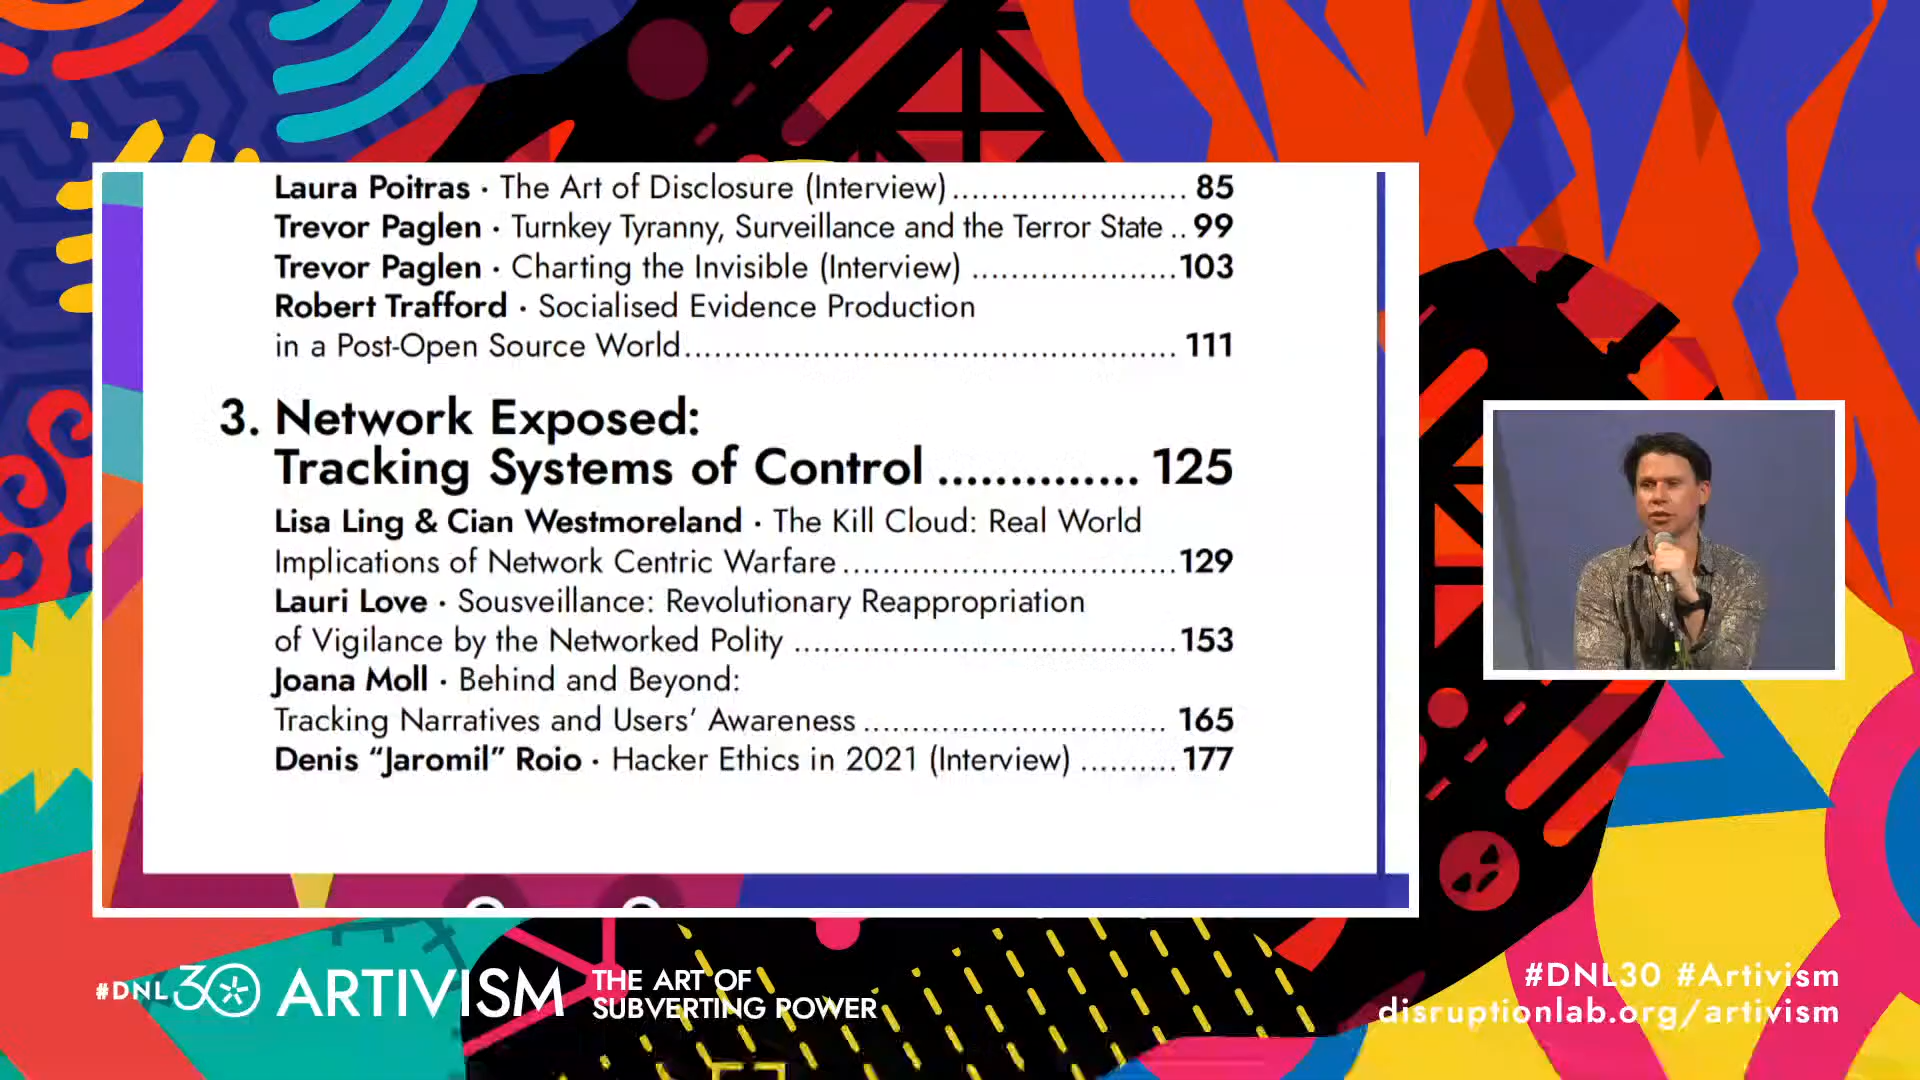 Laura Poitras · The Art of Disclosure (Interview)........................ 85
Trevor Paglen · Turnkey Tyranny, Surveillance and the Terror State .. 99
Trevor Paglen · Charting the Invisible (Interview) .....................103
Robert Trafford · Socialised Evidence Production
in a Post-Open Source World.................................................. 111
3. Network Exposed:
Tracking Systems of Control .............. 125
Lisa Ling & Cian Westmoreland · The Kill Cloud: Real World
Implications of Network Centric Warfare ..................................129
Lauri Love · Sousveillance: Revolutionary Reappropriation
of Vigilance by the Networked Polity .......................................153
Joana Moll · Behind and Beyond:
Tracking Narratives and Users’ Awareness ............................... 165
Denis “Jaromil” Roio · Hacker Ethics in 2021 (Interview) ..........177
#DNL30 ARTIVISM THE ART OF
SUBVERTING POWER
#DNL30 #Artivism
disruptionlab.org/artivism